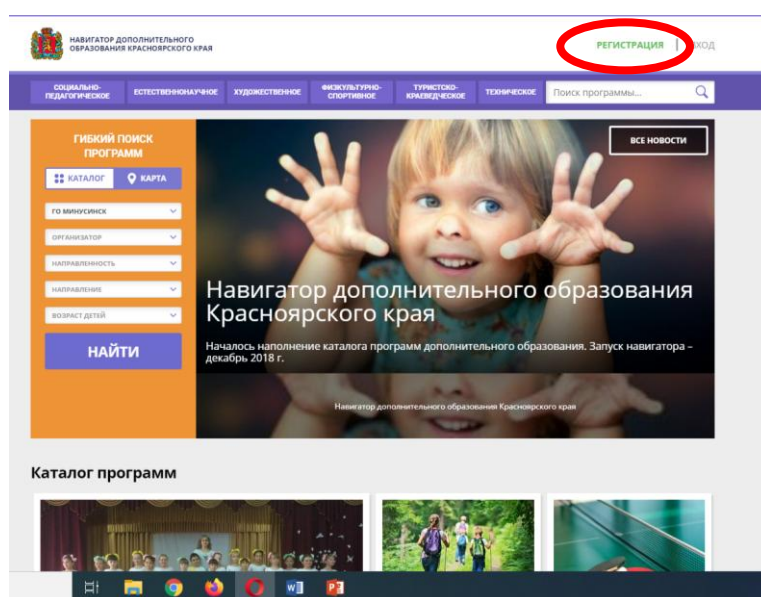 НАВИГАТОР ДОПОЛНИТЕЛЬНОГО
ОБРАЗОВАНИЯ КРАСНОЯРСКОГО КРАЯ
РЕГИСТРАЦИЯ | ВХОД
СОЦИАЛЬНО-
ПЕДАГОГИЧЕСКОЕ
ЕСТЕСТВЕННОНАУЧНОЕ
ХУДОЖЕСТВЕННОЕ
ФИЗКУЛЬТУРНО-
СПОРТИВНОЕ
ТУРИСТСКО-
КРАЕВЕДЧЕСКОЕ
ТЕХНИЧЕСКОЕ
Поиск программы...
ГИБКИЙ ПОИСК
ПРОГРАММ
КАТАЛОГ
КАРТА
ГО МИНУСИНСК
ОРГАНИЗАТОР
НАПРАВЛЕННОСТЬ
НАПРАВЛЕНИЕ
ВОЗРАСТ ДЕТЕЙ
НАЙТИ
ВСЕ НОВОСТИ
Навигатор дополнительного образования
Красноярского края
Началось наполнение каталога программ дополнительного образования. Запуск навигатора –
декабрь 2018 г.
Навигатор дополнительного образования Красноярского края
Каталог программ